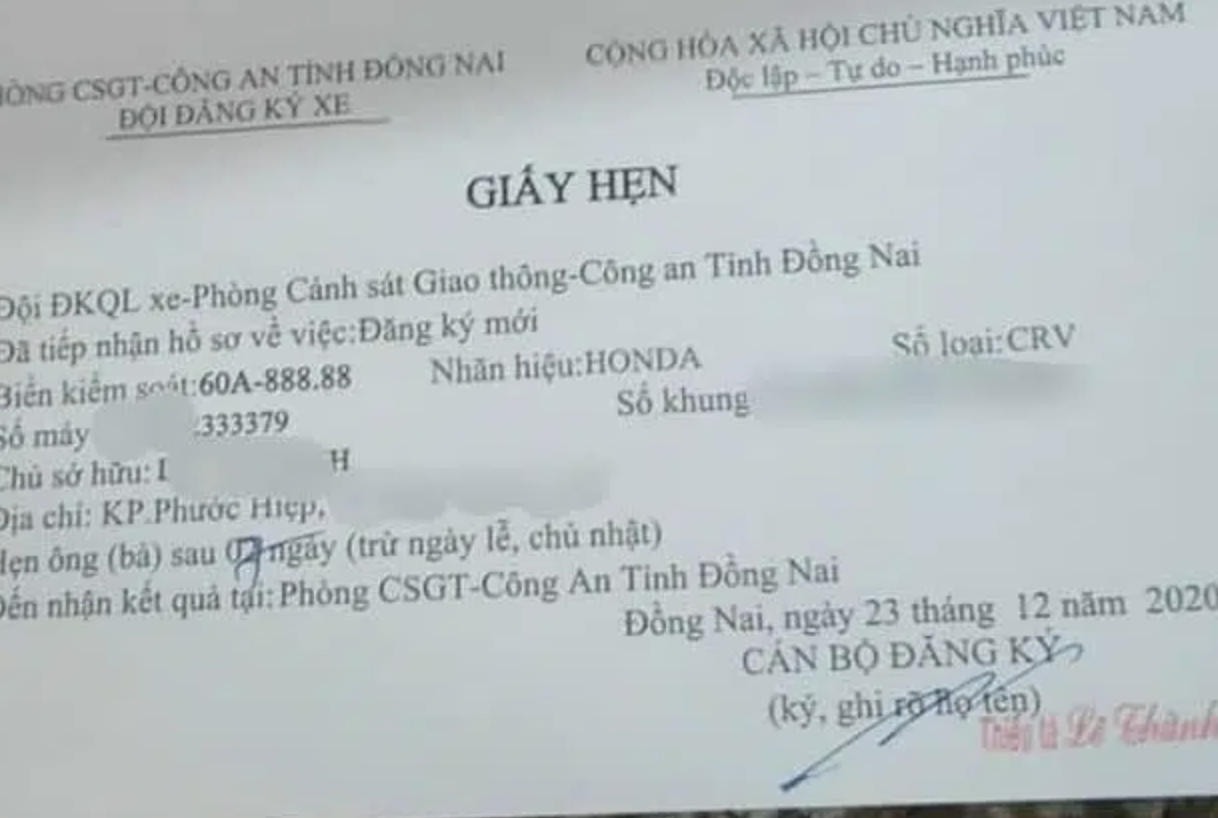 PHÒNG CSGT-CÔNG AN TỈNH ĐỒNG NAI
ĐỘI ĐĂNG KÝ XE
CỘNG HÒA XÃ HỘI CHỦ NGHĨA VIỆT NAM
Độc lập – Tự do – Hạnh phúc
GIẤY HẸN
Đội ĐKQL xe-Phòng Cảnh sát Giao thông-Công an Tỉnh Đồng Nai
Đã tiếp nhận hồ sơ về việc:Đăng ký mới
Biển kiểm soát:60A-888.88 Nhãn hiệu:HONDA Số loại:CRV
Số máy 333379 Số khung
Chủ sở hữu: H
Địa chỉ: KP.Phước Hiệp,
Hẹn ông (bà) sau ngày (trừ ngày lễ, chủ nhật)
Đến nhận kết quả tại:Phòng CSGT-Công An Tỉnh Đồng Nai
Đồng Nai, ngày 23 tháng 12 năm 2020
CÁN BỘ ĐĂNG KÝ
(ký, ghi rõ họ tên)
Thiếu tá Lê Thành